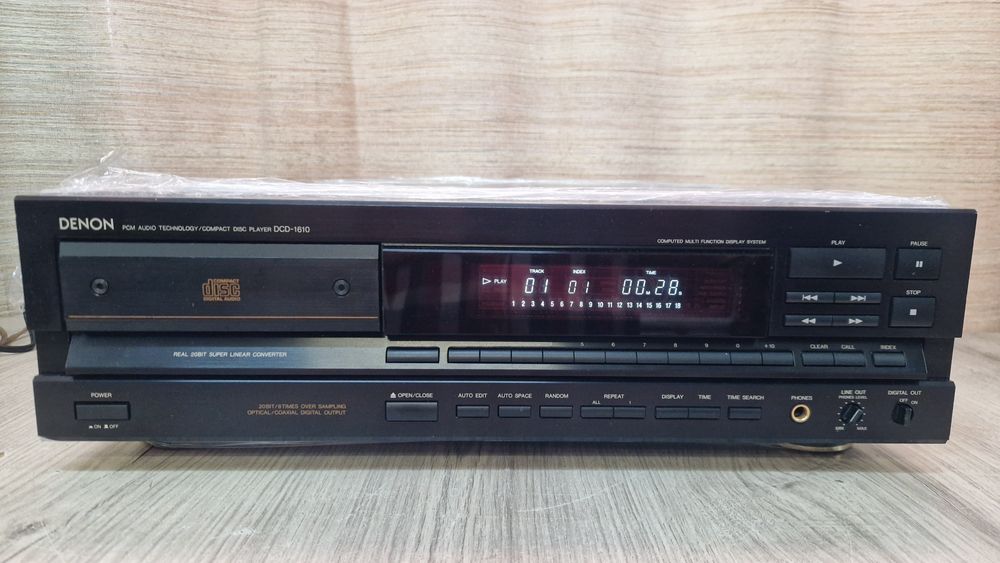 DENON PCM AUDIO TECHNOLOGY/COMPACT DISC PLAYER DCD-1610
COMPUTED MULTI FUNCTION DISPLAY SYSTEM
PLAY
PAUSE
COMPACT
disc
DIGITAL AUDIO
TRACK INDEX TIME
PLAY 01 01 00m28s
1 2 3 4 5 6 7 8 9 10 11 12 13 14 15 16 17 18
STOP
REAL 20BIT SUPER LINEAR CONVERTER
5 6 7 8 9 0 +10
CLEAR CALL INDEX
POWER
ON OFF
20BIT/8TIMES OVER SAMPLING
OPTICAL/COAXIAL DIGITAL OUTPUT
OPEN/CLOSE
AUTO EDIT AUTO SPACE RANDOM
REPEAT
ALL 1
DISPLAY TIME TIME SEARCH
PHONES
LINE OUT
PHONES LEVEL
MIN MAX
DIGITAL OUT
OFF ON